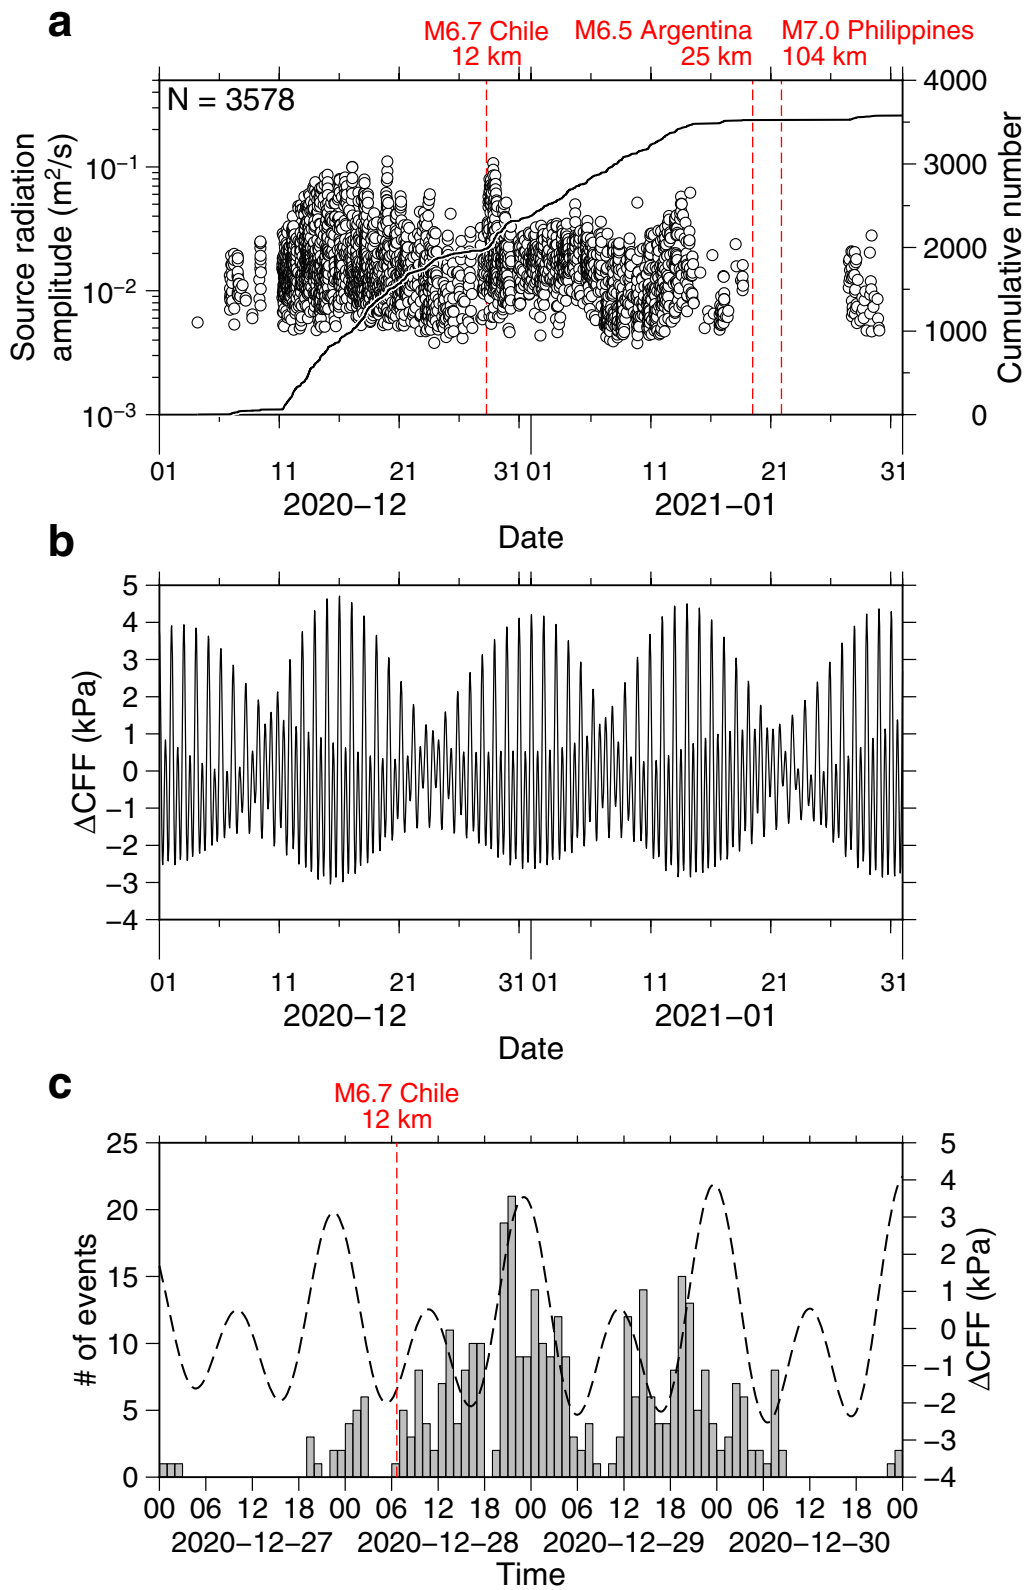 a
M6.7 Chile M6.5 Argentina M7.0 Philippines
12 km 25 km 104 km
N = 3578
Source radiation
amplitude (m²/s)
10⁻¹
10⁻²
10⁻³
4000
3000
2000
1000
0
Cumulative number
01 11 21 31 01 11 21 31
2020−12 2021−01
Date
b
ΔCFF (kPa)
5
4
3
2
1
0
−1
−2
−3
−4
01 11 21 31 01 11 21 31
2020−12 2021−01
Date
c
M6.7 Chile
12 km
# of events
25
20
15
10
5
0
5
4
3
2
1
0
−1
−2
−3
−4
ΔCFF (kPa)
00 06 12 18 00 06 12 18 00 06 12 18 00 06 12 18 00
2020−12−27 2020−12−28 2020−12−29 2020−12−30
Time